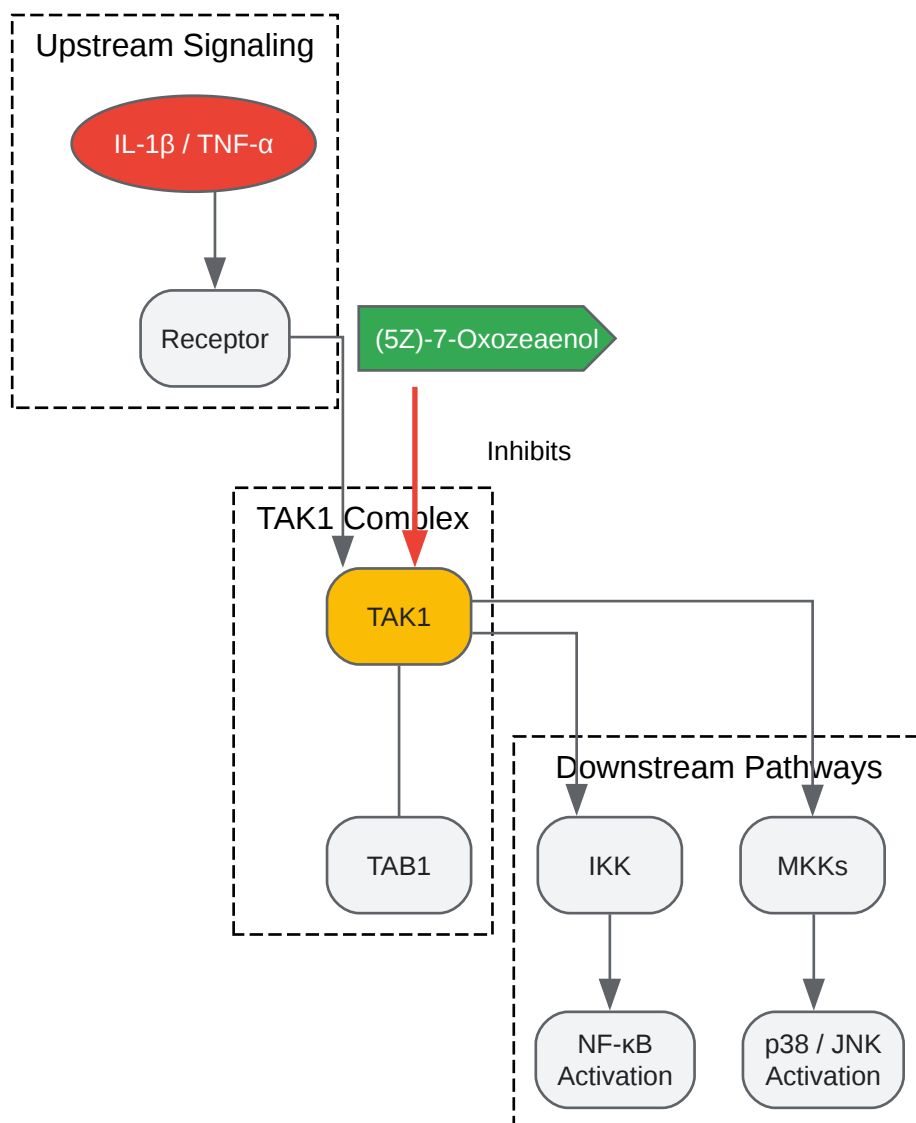 Upstream Signaling
IL-1β / TNF-α
Receptor
(5Z)-7-Oxozeaenol
Inhibits
TAK1 Complex
TAK1
TAB1
Downstream Pathways
IKK
MKKs
NF-κB
Activation
p38 / JNK
Activation